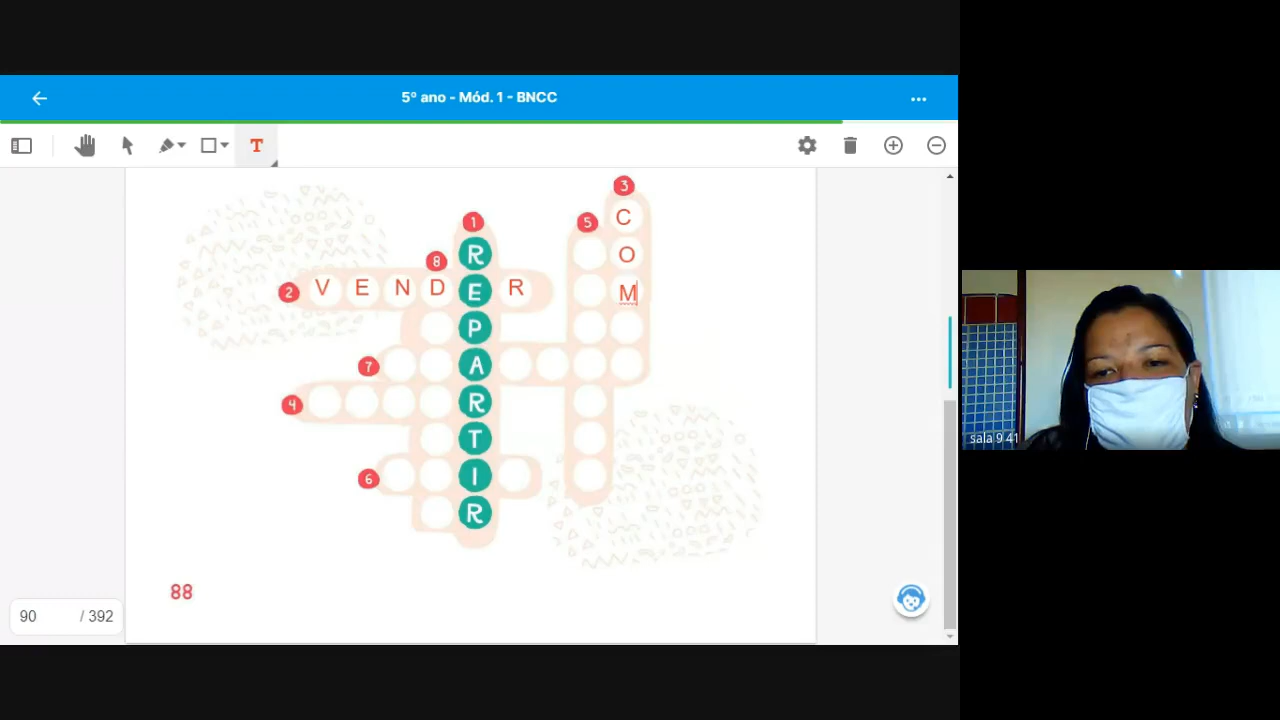 5º ano - Mód. 1 - BNCC
T
3
1
5
C
8
R
O
2
V E N D E R
M
P
7
A
4
R
T
6
I
R
88
90 / 392
sala 9 41